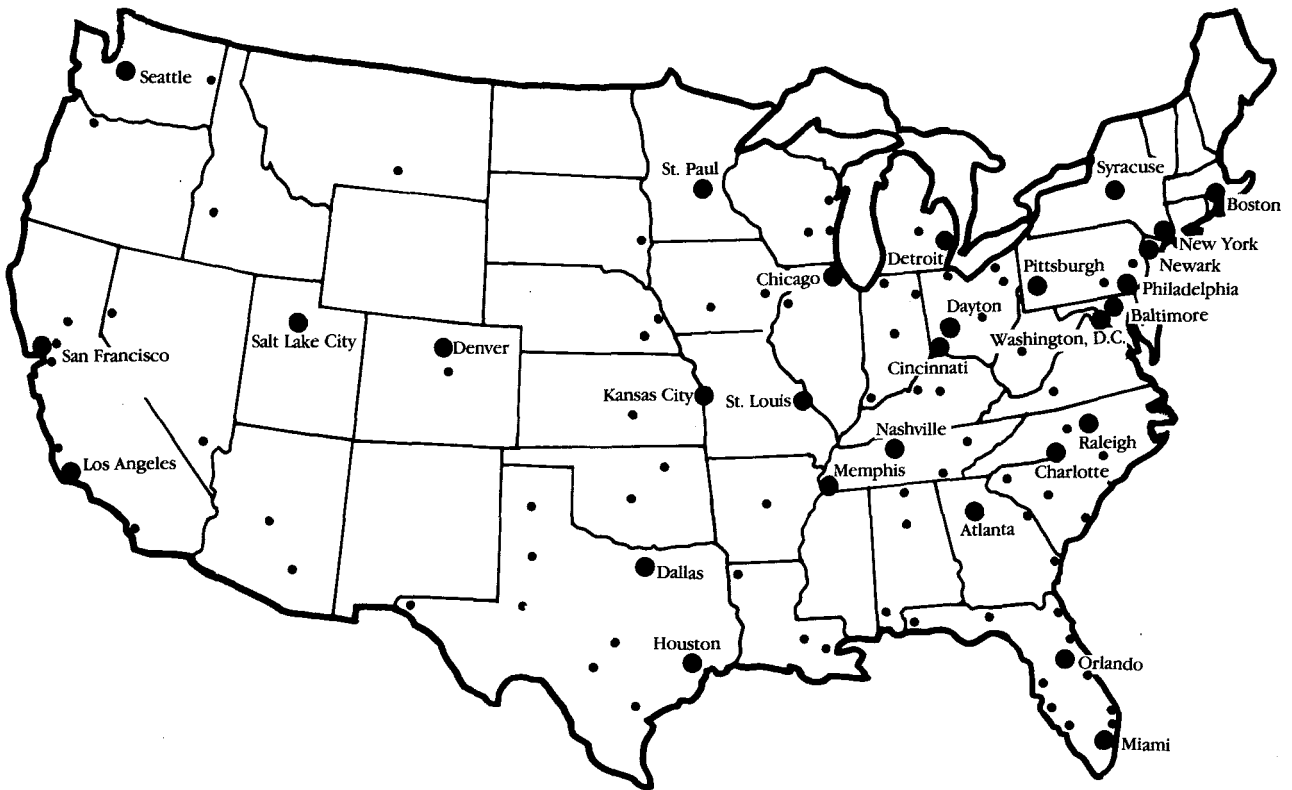 Seattle
St. Paul
Syracuse
Boston
New York
Detroit
Newark
Chicago
Pittsburgh
Philadelphia
Dayton
Baltimore
Salt Lake City
Washington, D.C.
Denver
San Francisco
Cincinnati
Kansas City
St. Louis
Nashville
Raleigh
Los Angeles
Memphis
Charlotte
Atlanta
Dallas
Houston
Orlando
Miami